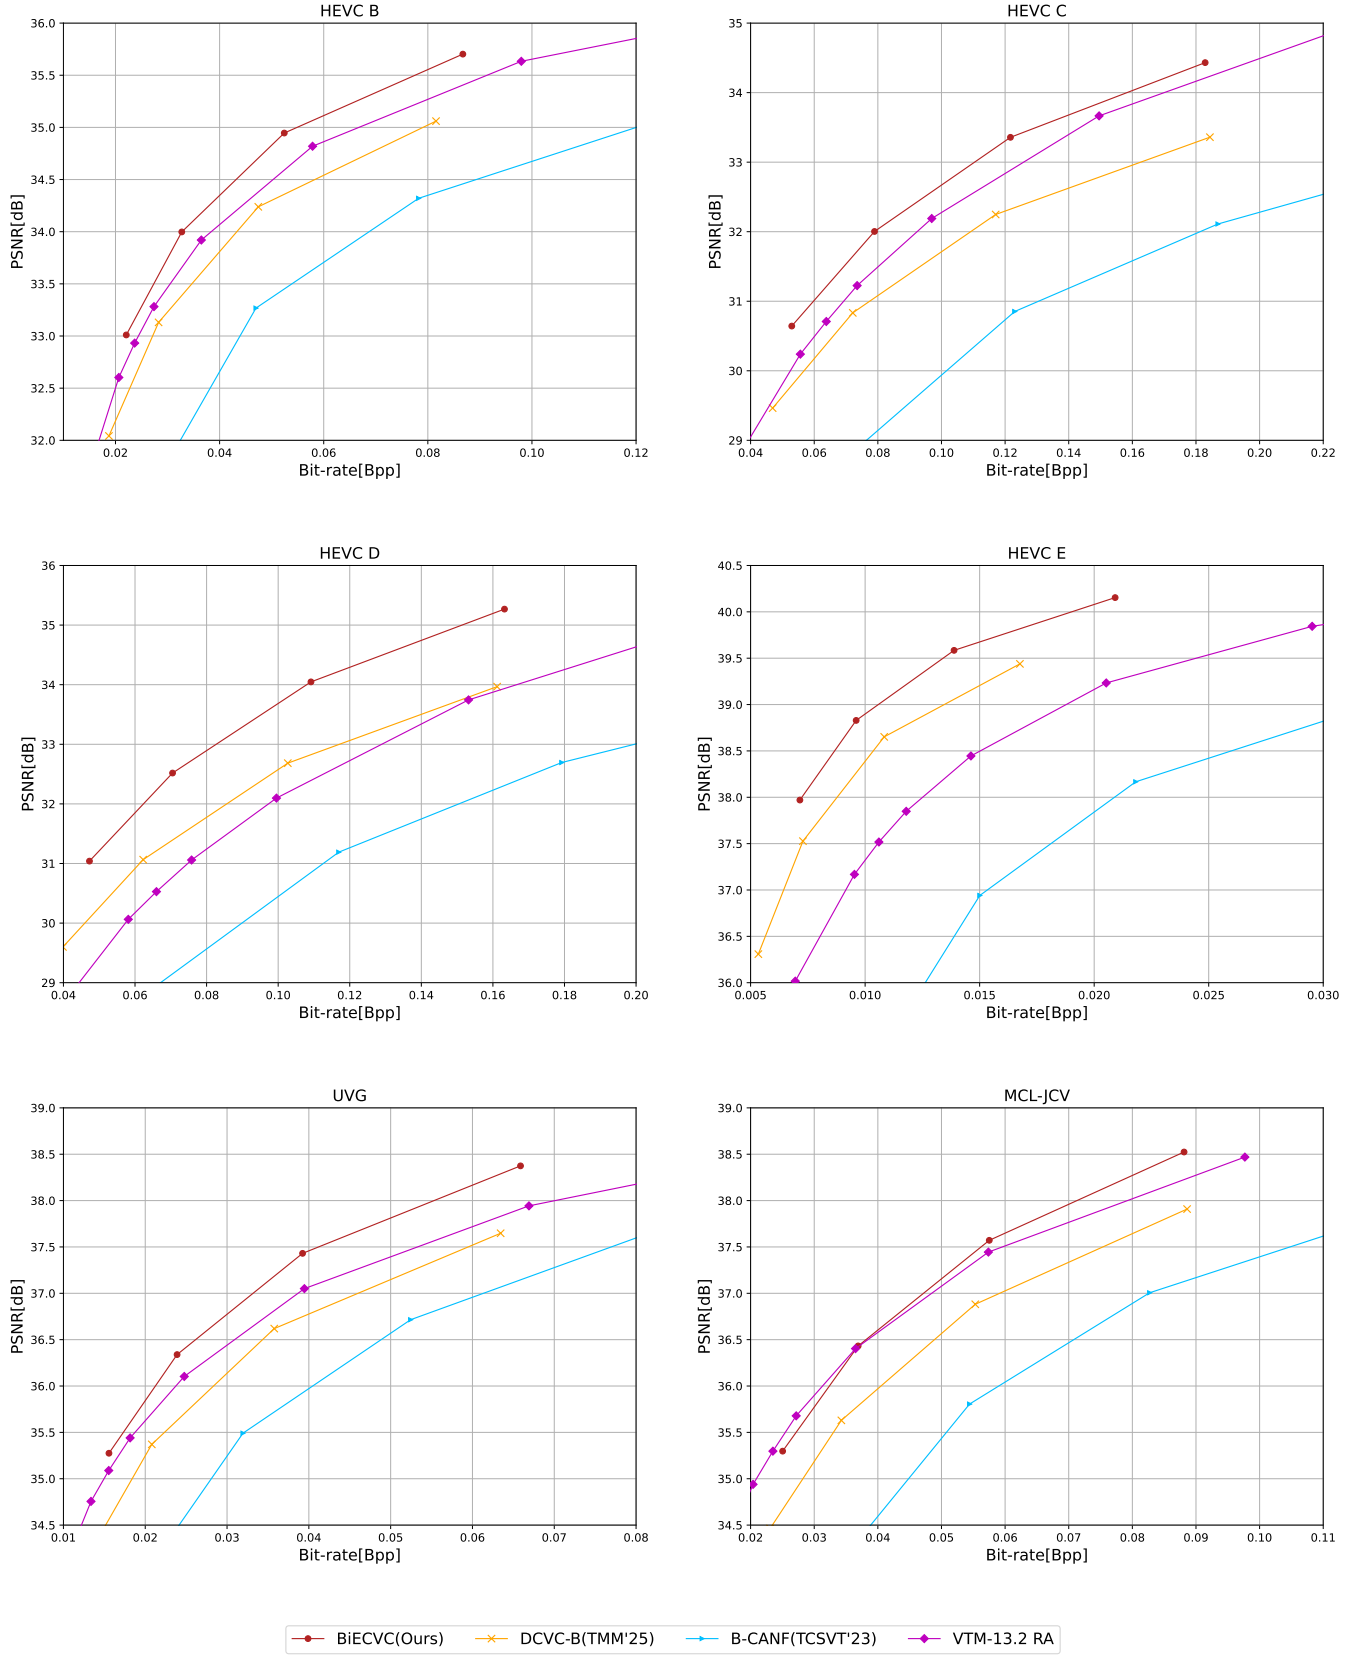 HEVC B
36.0
35.5
35.0
34.5
34.0
33.5
33.0
32.5
32.0
PSNR[dB]
0.02 0.04 0.06 0.08 0.10 0.12
Bit-rate[Bpp]
HEVC C
35
34
33
32
31
30
29
PSNR[dB]
0.04 0.06 0.08 0.10 0.12 0.14 0.16 0.18 0.20 0.22
Bit-rate[Bpp]
HEVC D
36
35
34
33
32
31
30
29
PSNR[dB]
0.04 0.06 0.08 0.10 0.12 0.14 0.16 0.18 0.20
Bit-rate[Bpp]
HEVC E
40.5
40.0
39.5
39.0
38.5
38.0
37.5
37.0
36.5
36.0
PSNR[dB]
0.005 0.010 0.015 0.020 0.025 0.030
Bit-rate[Bpp]
UVG
39.0
38.5
38.0
37.5
37.0
36.5
36.0
35.5
35.0
34.5
PSNR[dB]
0.01 0.02 0.03 0.04 0.05 0.06 0.07 0.08
Bit-rate[Bpp]
MCL-JCV
39.0
38.5
38.0
37.5
37.0
36.5
36.0
35.5
35.0
34.5
PSNR[dB]
0.02 0.03 0.04 0.05 0.06 0.07 0.08 0.09 0.10 0.11
Bit-rate[Bpp]
BiECVC(Ours) DCVC-B(TMM'25) B-CANF(TCSVT'23) VTM-13.2 RA